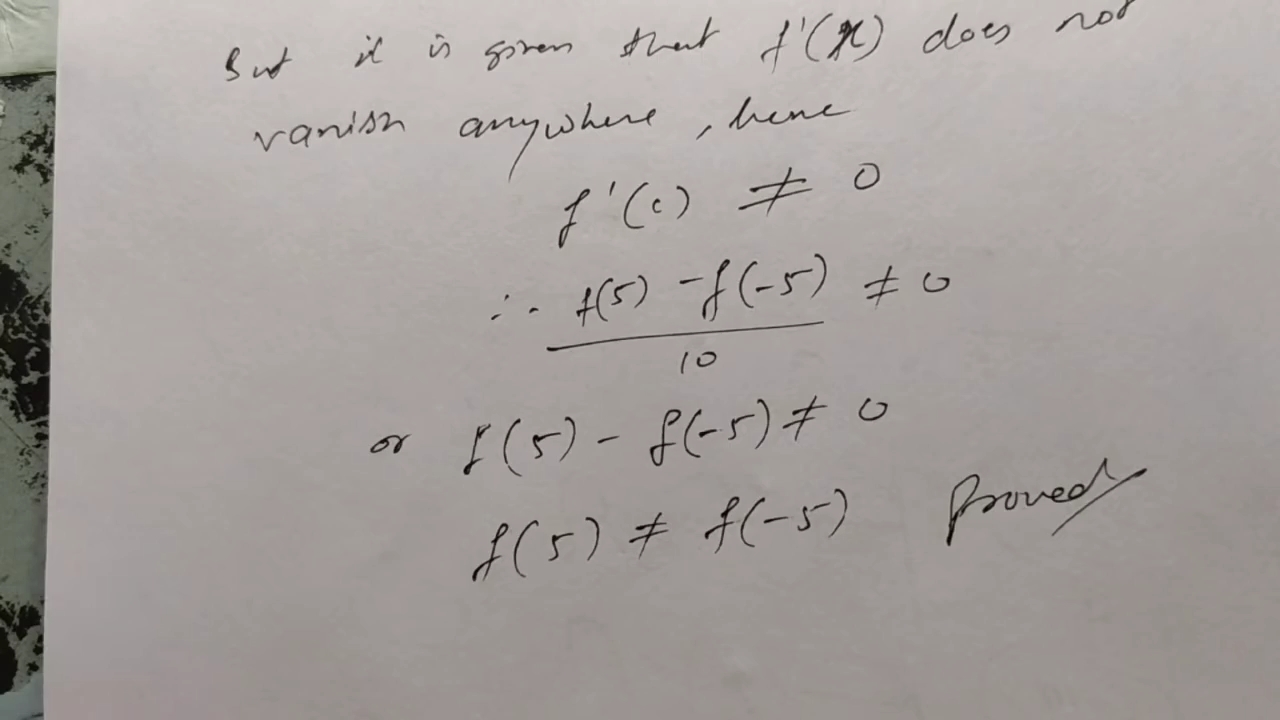 But it is given that f'(x) does not
vanish anywhere, hence
f'(c) ≠ 0
∴ f(5) - f(-5) ≠ 0
10
or f(5) - f(-5) ≠ 0
f(5) ≠ f(-5) Proved